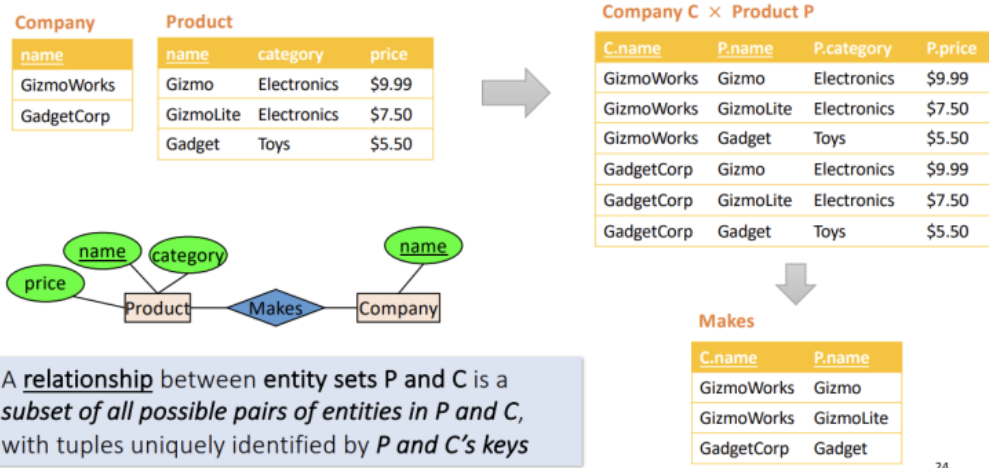 Company
name
GizmoWorks
GadgetCorp
Product
name category price
Gizmo Electronics $9.99
GizmoLite Electronics $7.50
Gadget Toys $5.50
Company C × Product P
C.name P.name P.category P.price
GizmoWorks Gizmo Electronics $9.99
GizmoWorks GizmoLite Electronics $7.50
GizmoWorks Gadget Toys $5.50
GadgetCorp Gizmo Electronics $9.99
GadgetCorp GizmoLite Electronics $7.50
GadgetCorp Gadget Toys $5.50
name
category
price
Product
Makes
name
Company
Makes
C.name P.name
GizmoWorks Gizmo
GizmoWorks GizmoLite
GadgetCorp Gadget
A relationship between entity sets P and C is a
subset of all possible pairs of entities in P and C,
with tuples uniquely identified by P and C's keys
24